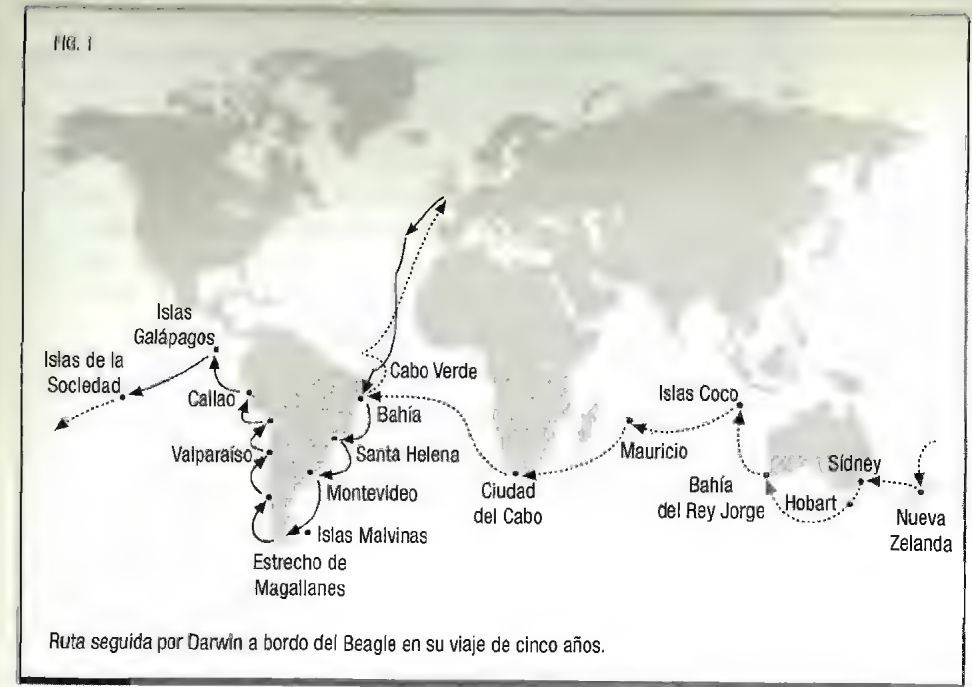 FIG. 1
Islas
Galápagos
Islas de la
Sociedad
Callao
Cabo Verde
Bahía
Valparaíso
Santa Helena
Montevideo
Islas Malvinas
Estrecho de
Magallanes
Ciudad
del Cabo
Mauricio
Islas Coco
Bahía
del Rey Jorge
Hobart
Sídney
Nueva
Zelanda
Ruta seguida por Darwin a bordo del Beagle en su viaje de cinco años.